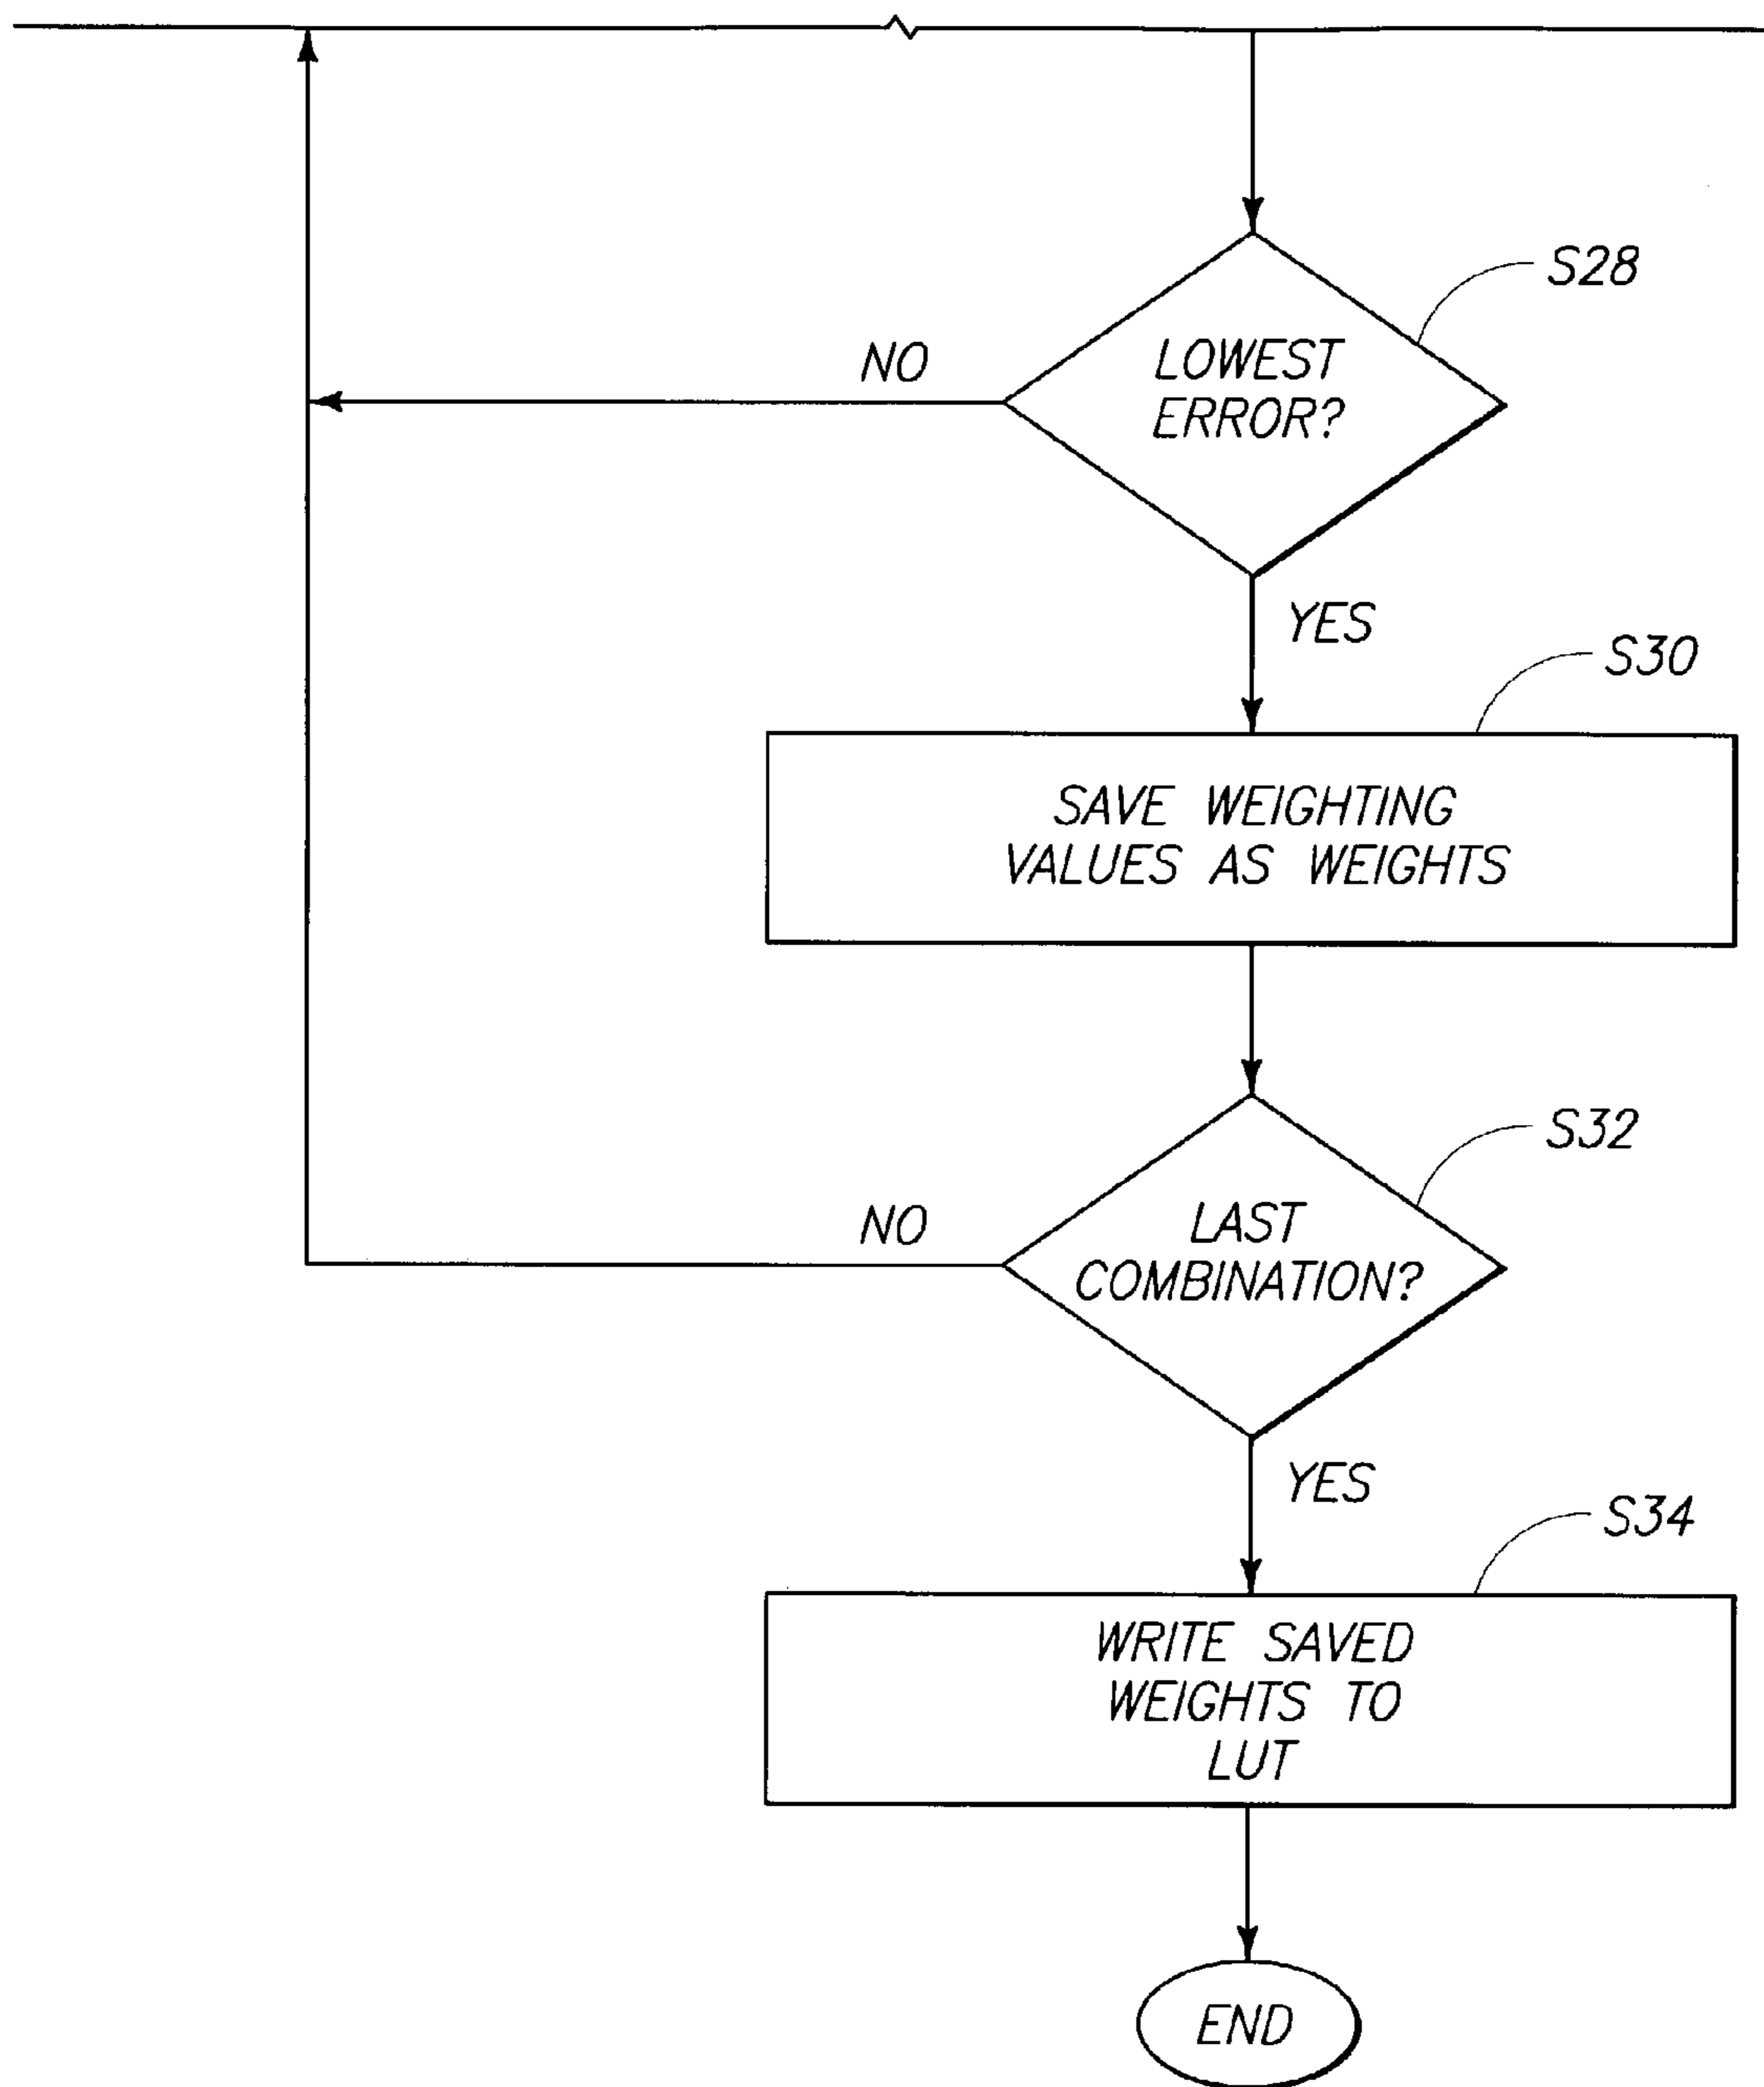 S28
LOWEST
ERROR?
NO
YES
S30
SAVE WEIGHTING
VALUES AS WEIGHTS
S32
LAST
COMBINATION?
NO
YES
S34
WRITE SAVED
WEIGHTS TO
LUT
END